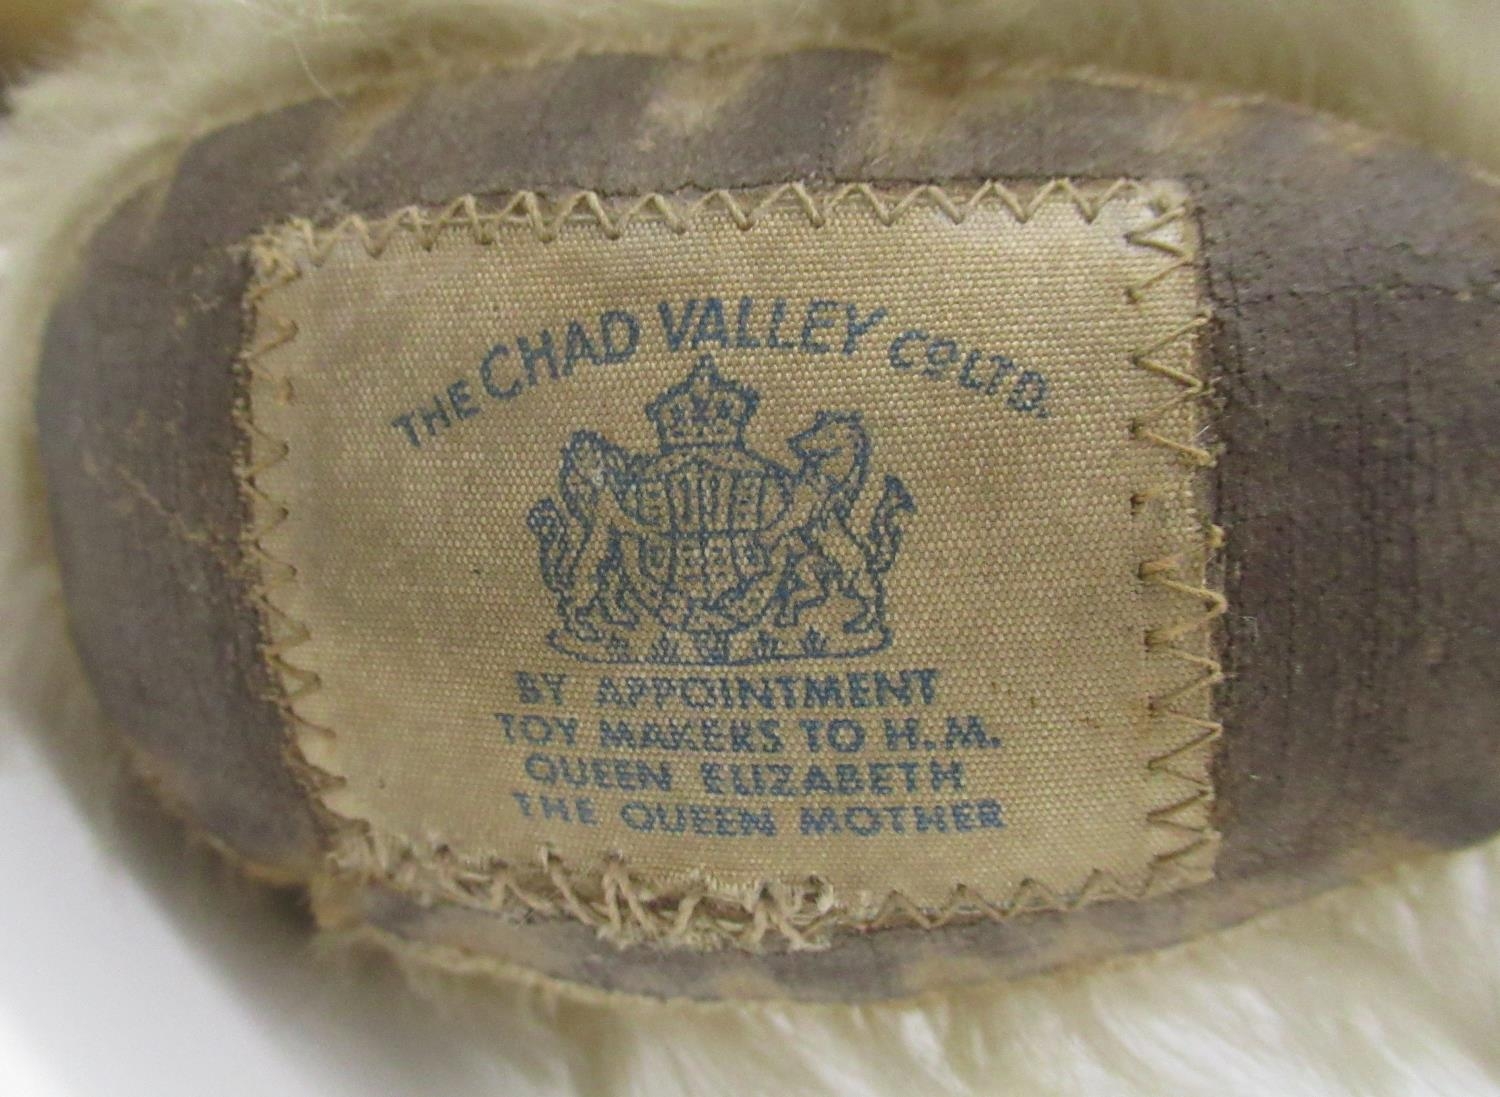 THE CHAD VALLEY CO LTD.
BY APPOINTMENT
TOY MAKERS TO H.M.
QUEEN ELIZABETH
THE QUEEN MOTHER